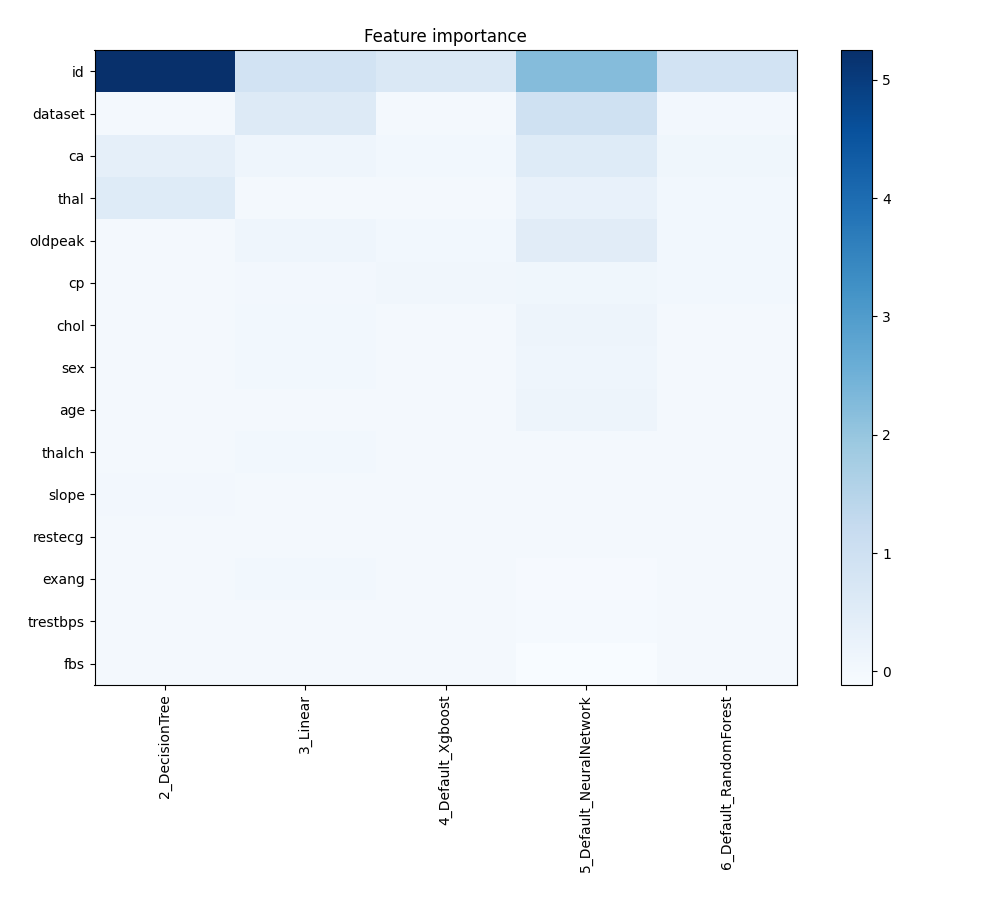 Feature importance
id
dataset
ca
thal
oldpeak
cp
chol
sex
age
thalch
slope
restecg
exang
trestbps
fbs
2_DecisionTree
3_Linear
4_Default_Xgboost
5_Default_NeuralNetwork
6_Default_RandomForest
5
4
3
2
1
0